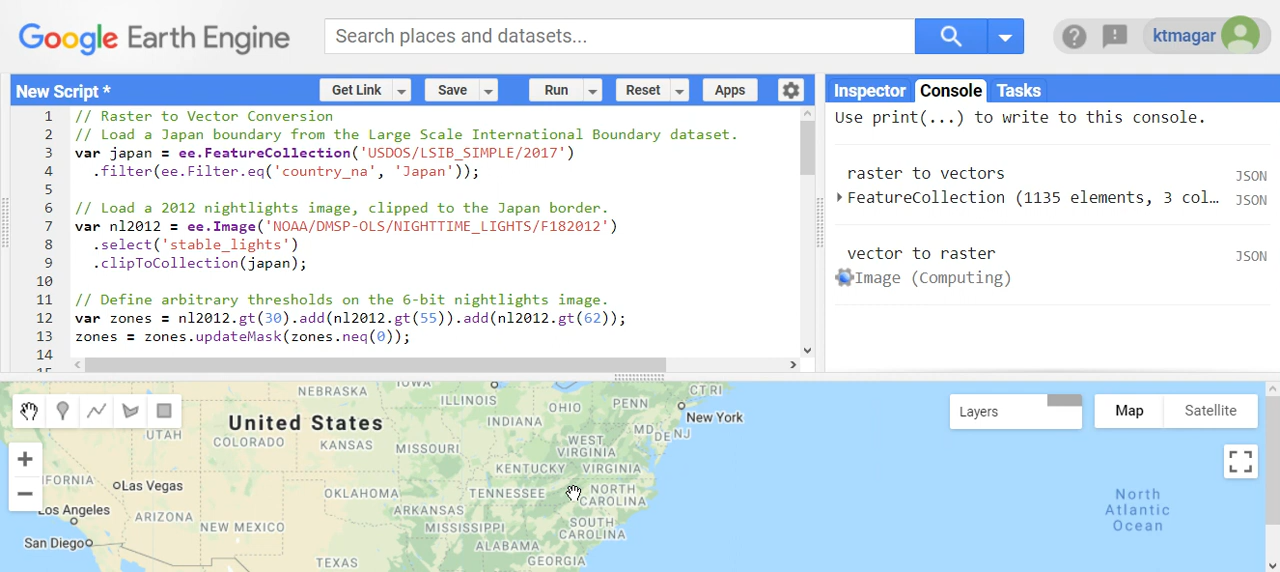 Google Earth Engine
Search places and datasets...
ktmagar
New Script *
Get Link
Save
Run
Reset
Apps
1 // Raster to Vector Conversion
2 // Load a Japan boundary from the Large Scale International Boundary dataset.
3 var japan = ee.FeatureCollection('USDOS/LSIB_SIMPLE/2017')
4 .filter(ee.Filter.eq('country_na', 'Japan'));
5
6 // Load a 2012 nightlights image, clipped to the Japan border.
7 var nl2012 = ee.Image('NOAA/DMSP-OLS/NIGHTTIME_LIGHTS/F182012')
8 .select('stable_lights')
9 .clipToCollection(japan);
10
11 // Define arbitrary thresholds on the 6-bit nightlights image.
12 var zones = nl2012.gt(30).add(nl2012.gt(55)).add(nl2012.gt(62));
13 zones = zones.updateMask(zones.neq(0));
14
Inspector
Console
Tasks
Use print(...) to write to this console.
raster to vectors JSON
FeatureCollection (1135 elements, 3 col... JSON
vector to raster JSON
Image (Computing)
NEBRASKA
IOWA
ILLINOIS
INDIANA
OHIO
PENN
CT RI
New York
MD
DE NJ
United States
UTAH
COLORADO
KANSAS
MISSOURI
WEST
VIRGINIA
KENTUCKY
VIRGINIA
Las Vegas
Los Angeles
San Diego
ARIZONA
NEW MEXICO
OKLAHOMA
ARKANSAS
TENNESSEE
NORTH
CAROLINA
MISSISSIPPI
SOUTH
CAROLINA
ALABAMA
GEORGIA
TEXAS
Layers
Map
Satellite
North
Atlantic
Ocean